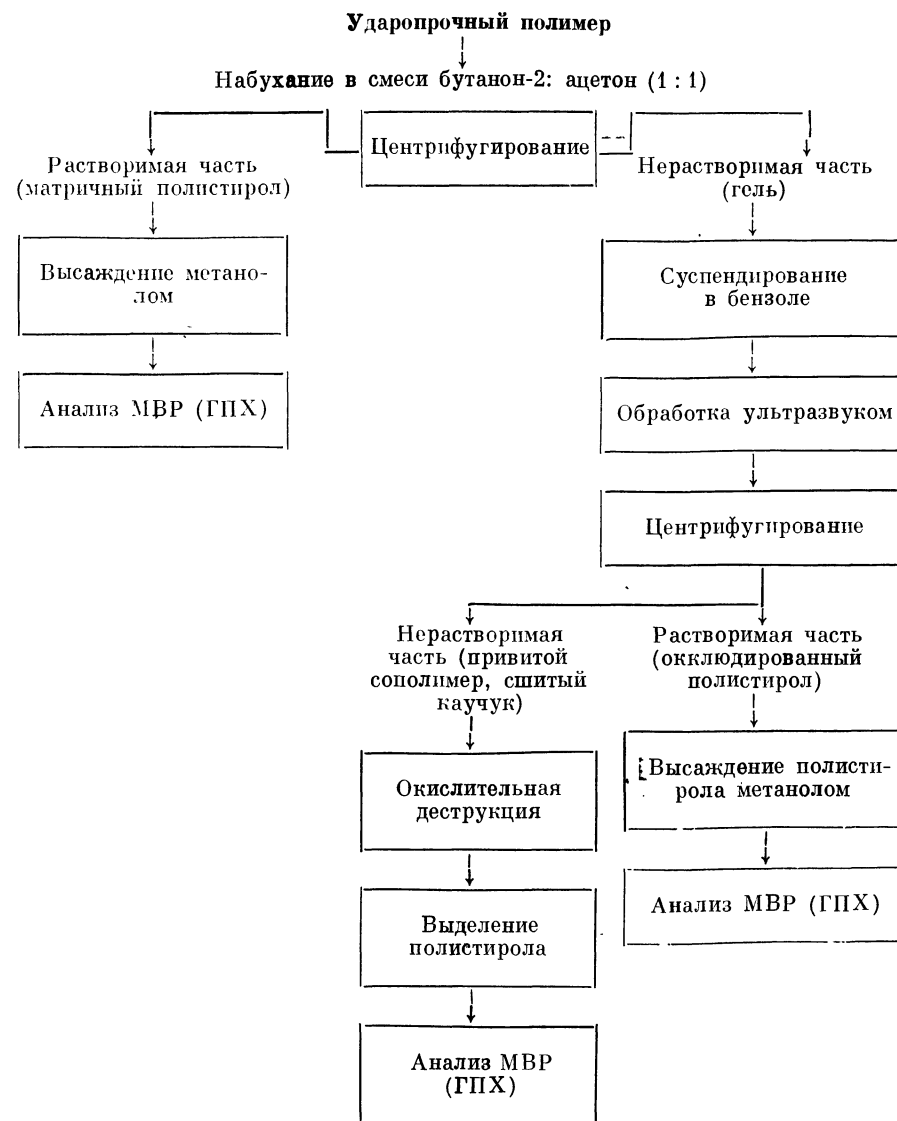 Ударопрочный полимер
Набухание в смеси бутанон-2: ацетон (1 : 1)
Центрифугирование
Растворимая часть
(матричный полистирол)
Высаждение метано-
лом
Анализ МВР (ГПХ)
Нерастворимая часть
(гель)
Суспендирование
в бензоле
Обработка ультразвуком
Центрифугирование
Нерастворимая
часть (привитой
сополимер, сшитый
каучук)
Окислительная
деструкция
Выделение
полистирола
Анализ МВР
(ГПХ)
Растворимая часть
(окклюдированный
полистирол)
Высаждение полисти-
рола метанолом
Анализ МВР (ГПХ)